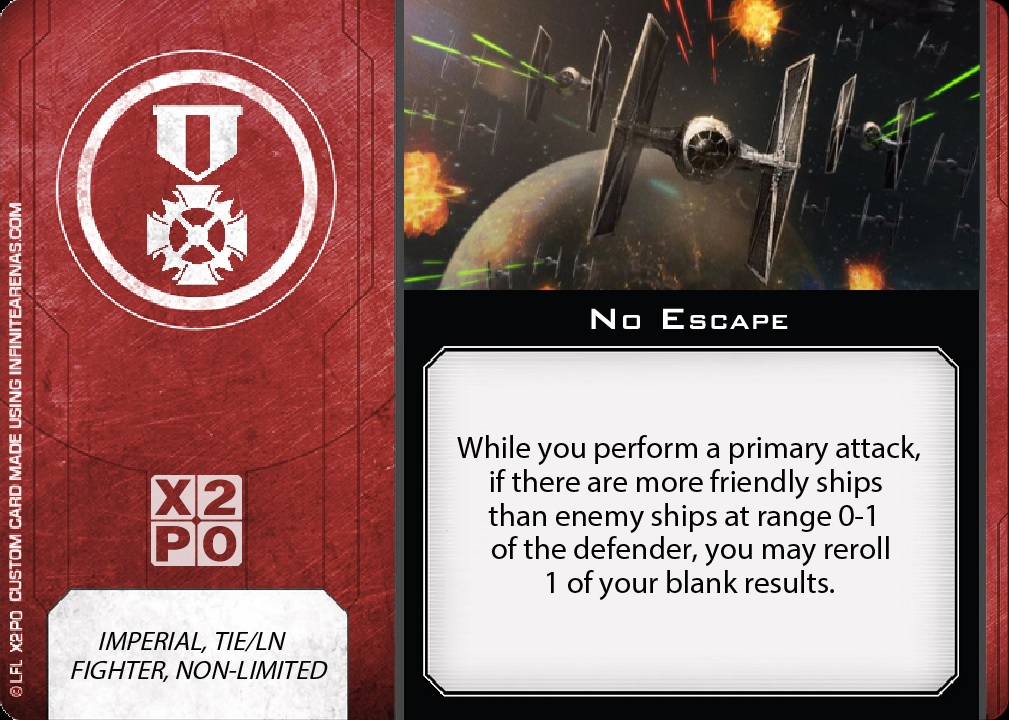 No Escape
While you perform a primary attack,
if there are more friendly ships
than enemy ships at range 0-1
of the defender, you may reroll
1 of your blank results.
X2
PO
IMPERIAL, TIE/LN
FIGHTER, NON-LIMITED
©LFL X2PO CUSTOM CARD MADE USING INFINITEARENAS.COM